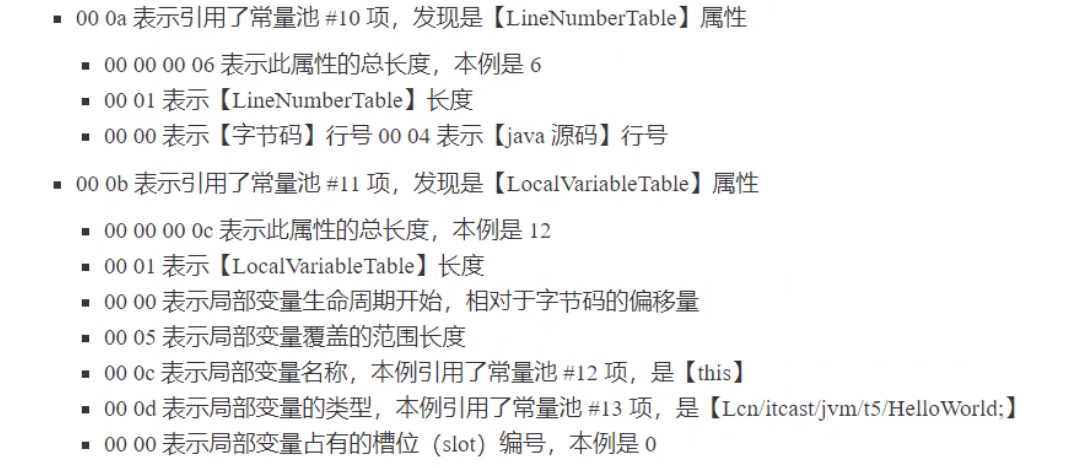 00 0a 表示引用了常量池 #10 项，发现是【LineNumberTable】属性
00 00 00 06 表示此属性的总长度，本例是 6
00 01 表示【LineNumberTable】长度
00 00 表示【字节码】行号 00 04 表示【java 源码】行号
00 0b 表示引用了常量池 #11 项，发现是【LocalVariableTable】属性
00 00 00 0c 表示此属性的总长度，本例是 12
00 01 表示【LocalVariableTable】长度
00 00 表示局部变量生命周期开始，相对于字节码的偏移量
00 05 表示局部变量覆盖的范围长度
00 0c 表示局部变量名称，本例引用了常量池 #12 项，是【this】
00 0d 表示局部变量的类型，本例引用了常量池 #13 项，是【Lcn/itcast/jvm/t5/HelloWorld;】
00 00 表示局部变量占有的槽位（slot）编号，本例是 0